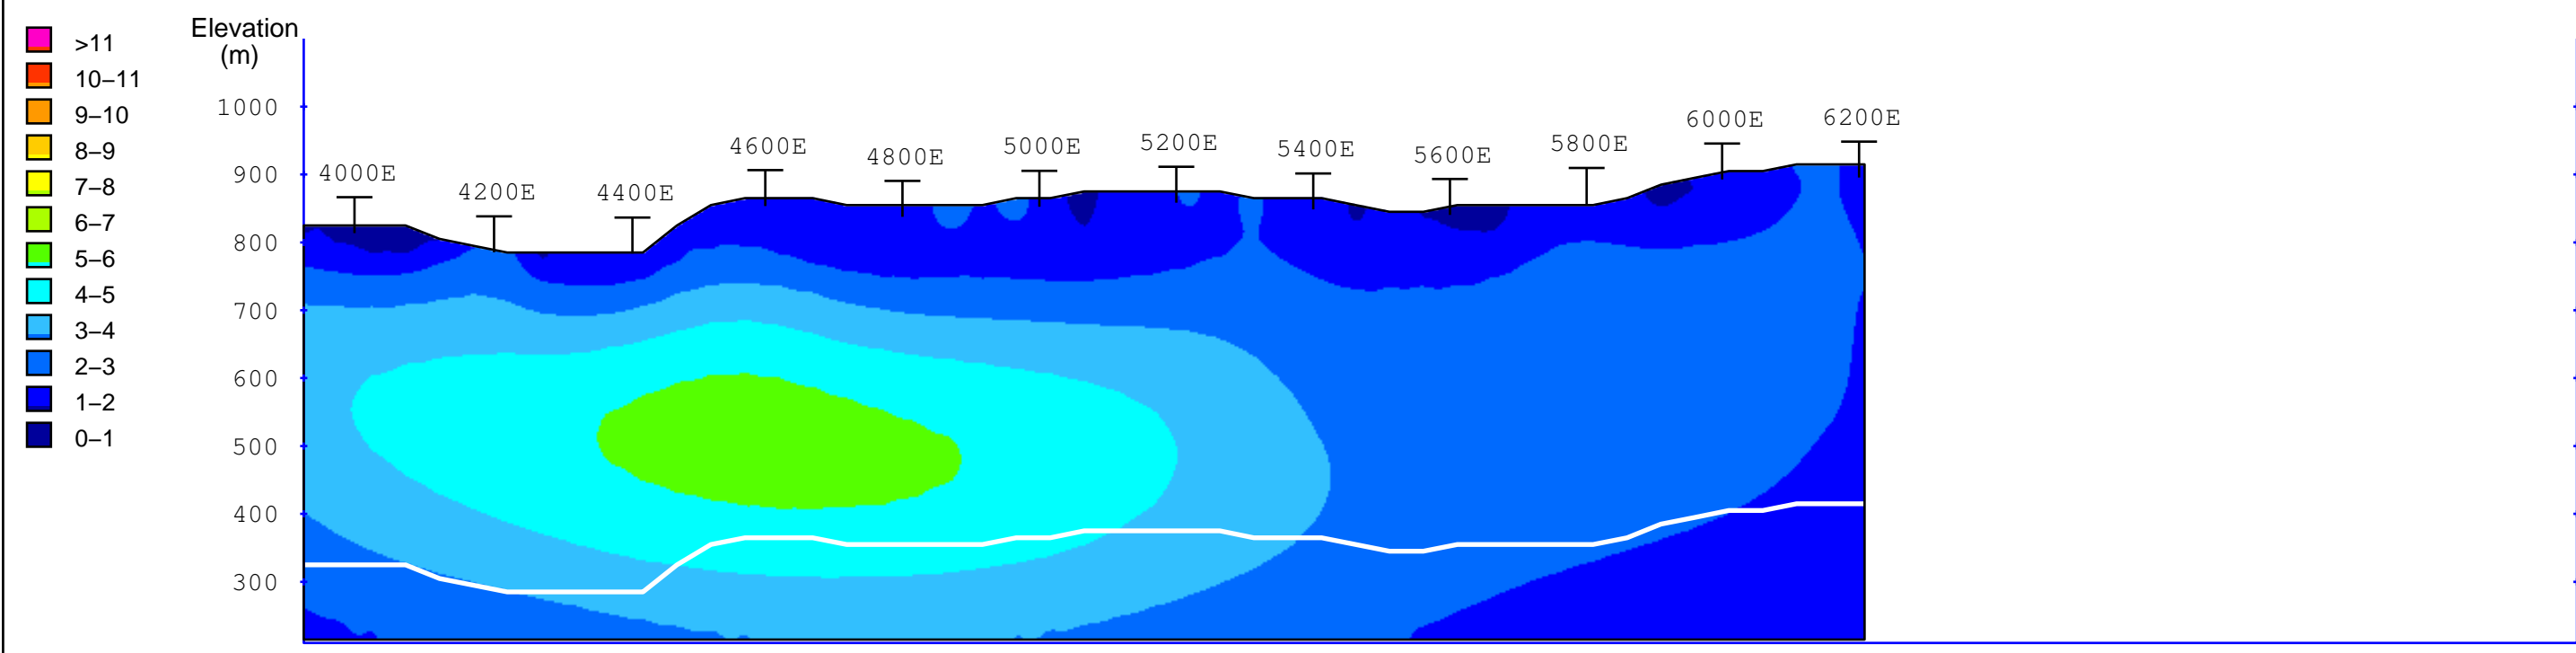 Elevation
(m)
>11
10–11
9–10
8–9
7–8
6–7
5–6
4–5
3–4
2–3
1–2
0–1
1000
900
800
700
600
500
400
300
4000E
4200E
4400E
4600E
4800E
5000E
5200E
5400E
5600E
5800E
6000E
6200E